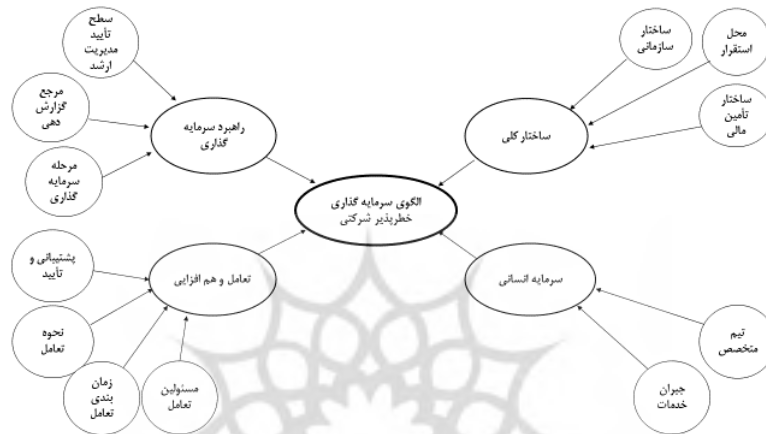 سطح
تأیید
مدیریت
ارشد
ساختار
سازمانی
محل
استقرار
مرجع
گزارش
دهی
راهبرد سرمایه
گذاری
ساختار کلی
ساختار
تأمین
مالی
مرحله
سرمایه
گذاری
الگوی سرمایه گذاری
خطرپذیر شرکتی
پشتیبانی و
تأیید
تعامل و هم افزایی
سرمایه انسانی
نحوه
تعامل
تیم
متخصص
زمان
بندی
تعامل
مسئولین
تعامل
جبران
خدمات